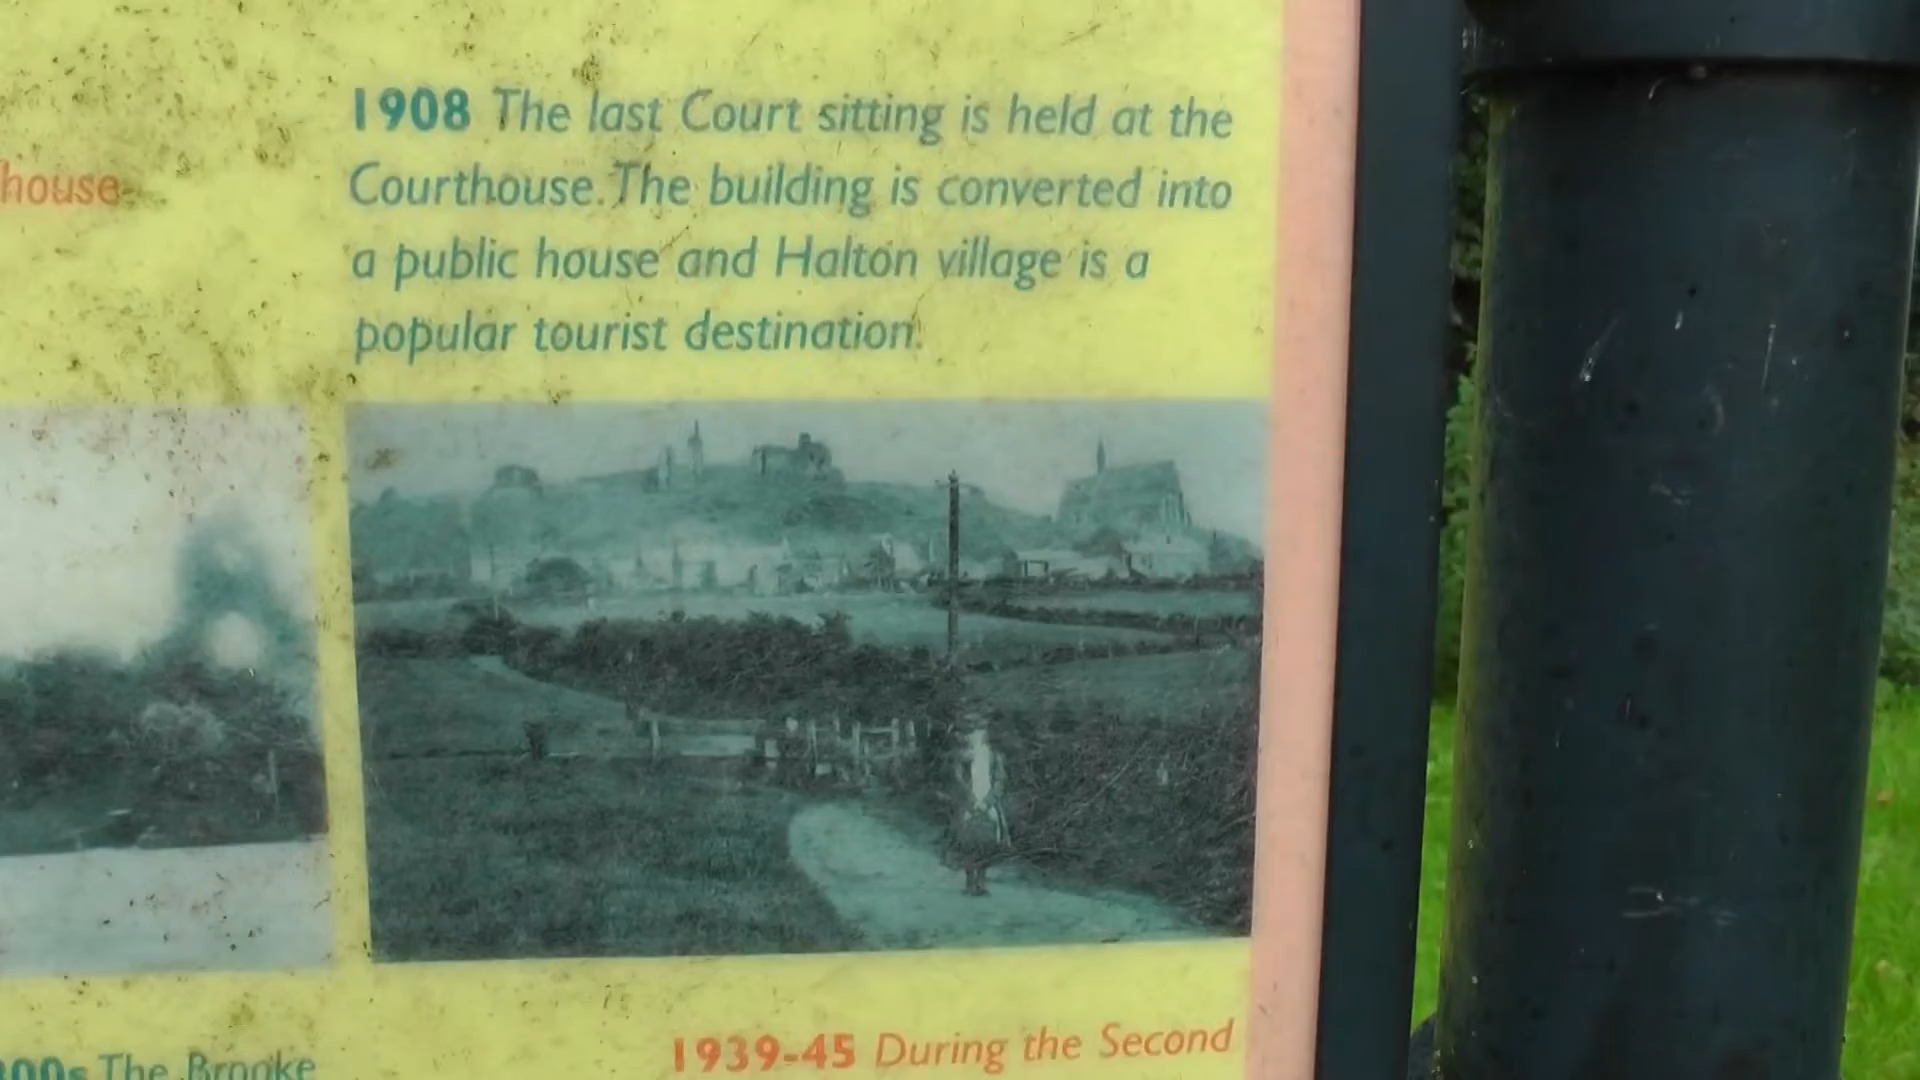 house
1908 The last Court sitting is held at the
Courthouse. The building is converted into
a public house and Halton village is a
popular tourist destination.
The Brooke
1939-45 During the Second